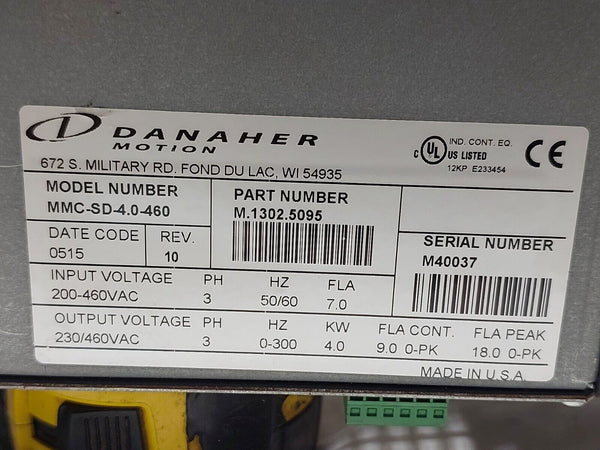 DANAHER
MOTION
672 S. MILITARY RD. FOND DU LAC, WI 54935
C UL US LISTED
IND. CONT. EQ.
12KP E233454
CE
MODEL NUMBER
MMC-SD-4.0-460
PART NUMBER
M.1302.5095
DATE CODE
0515
REV.
10
SERIAL NUMBER
M40037
INPUT VOLTAGE PH HZ FLA
200-460VAC 3 50/60 7.0
OUTPUT VOLTAGE PH HZ KW FLA CONT. FLA PEAK
230/460VAC 3 0-300 4.0 9.0 0-PK 18.0 0-PK
MADE IN U.S.A.